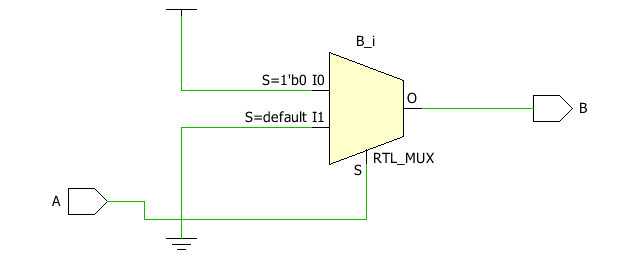 B_i
S=1'b0 I0
O
B
S=default I1
RTL_MUX
S
A